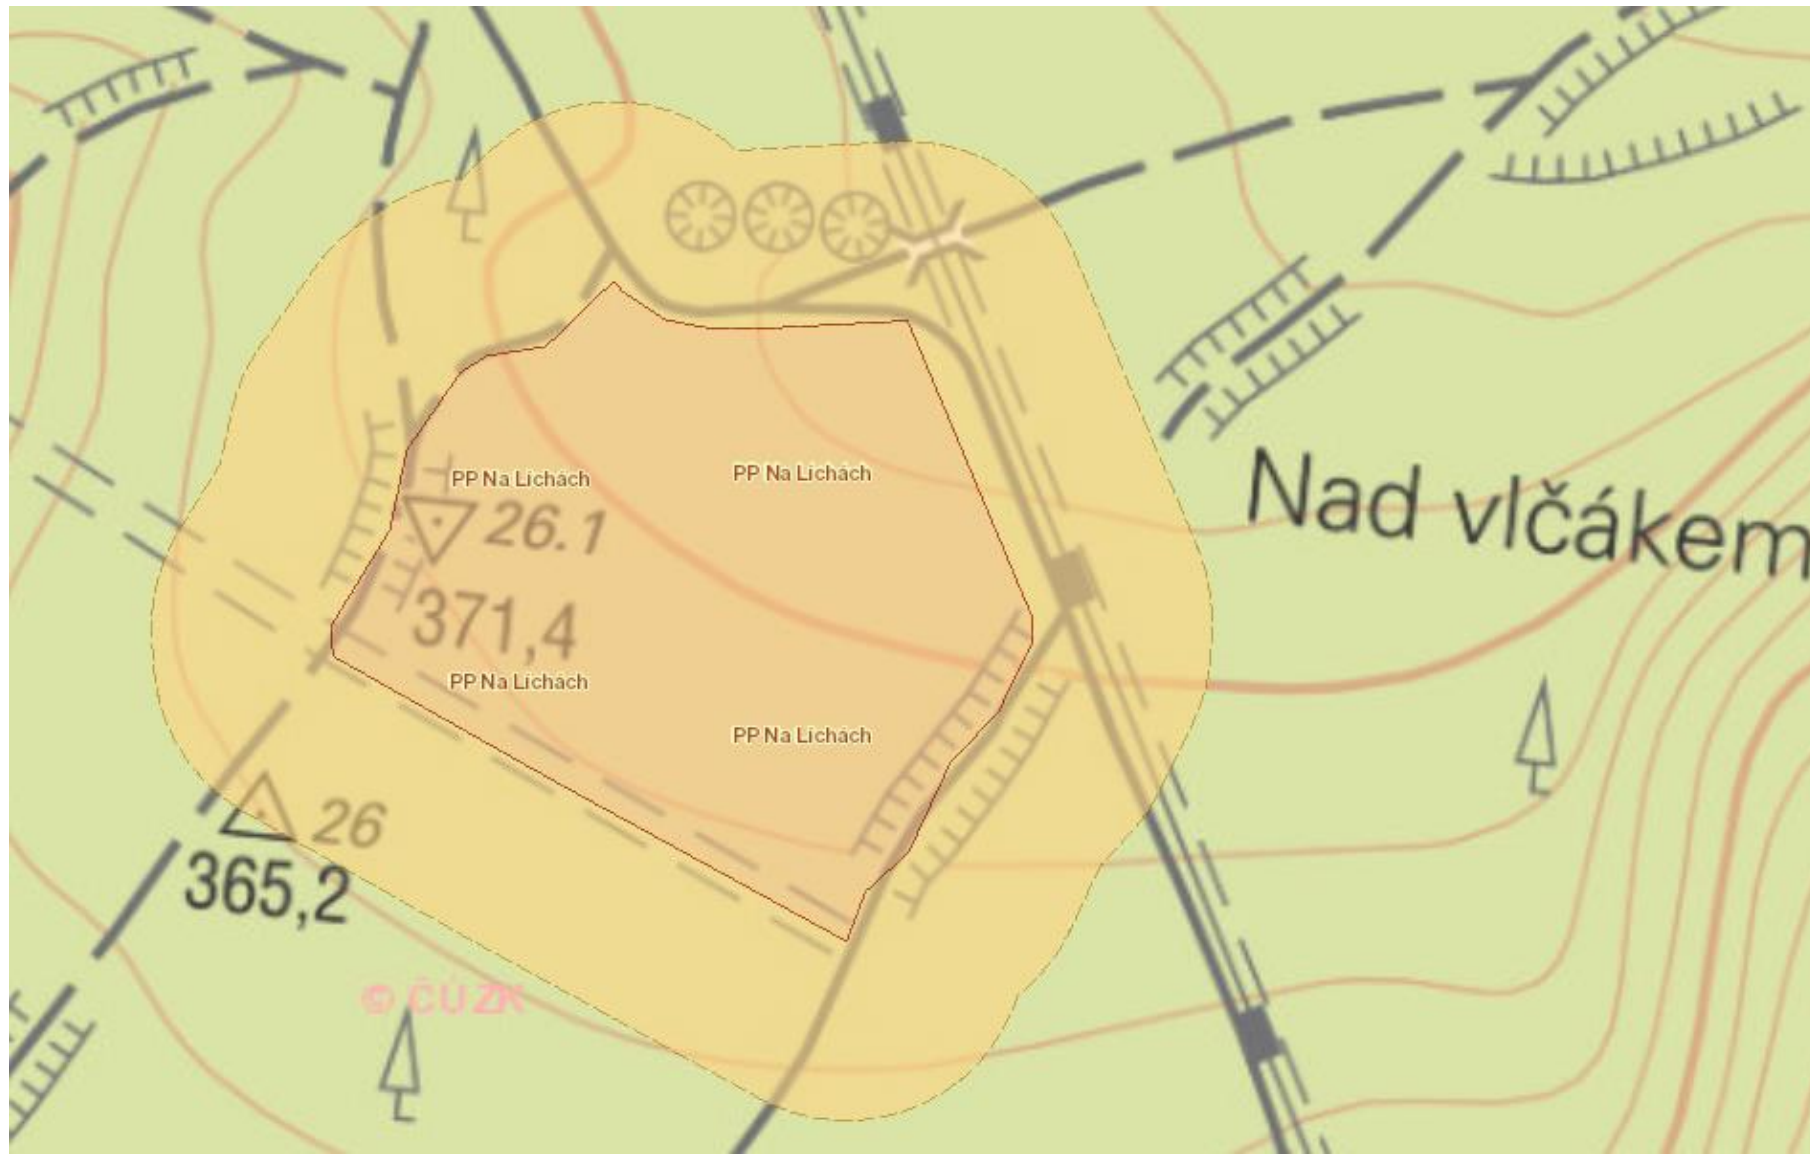 PP Na Lichách
PP Na Lichách
26.1
371,4
PP Na Lichách
PP Na Lichách
Nad vlčákem
26
365,2
© ČÚZK